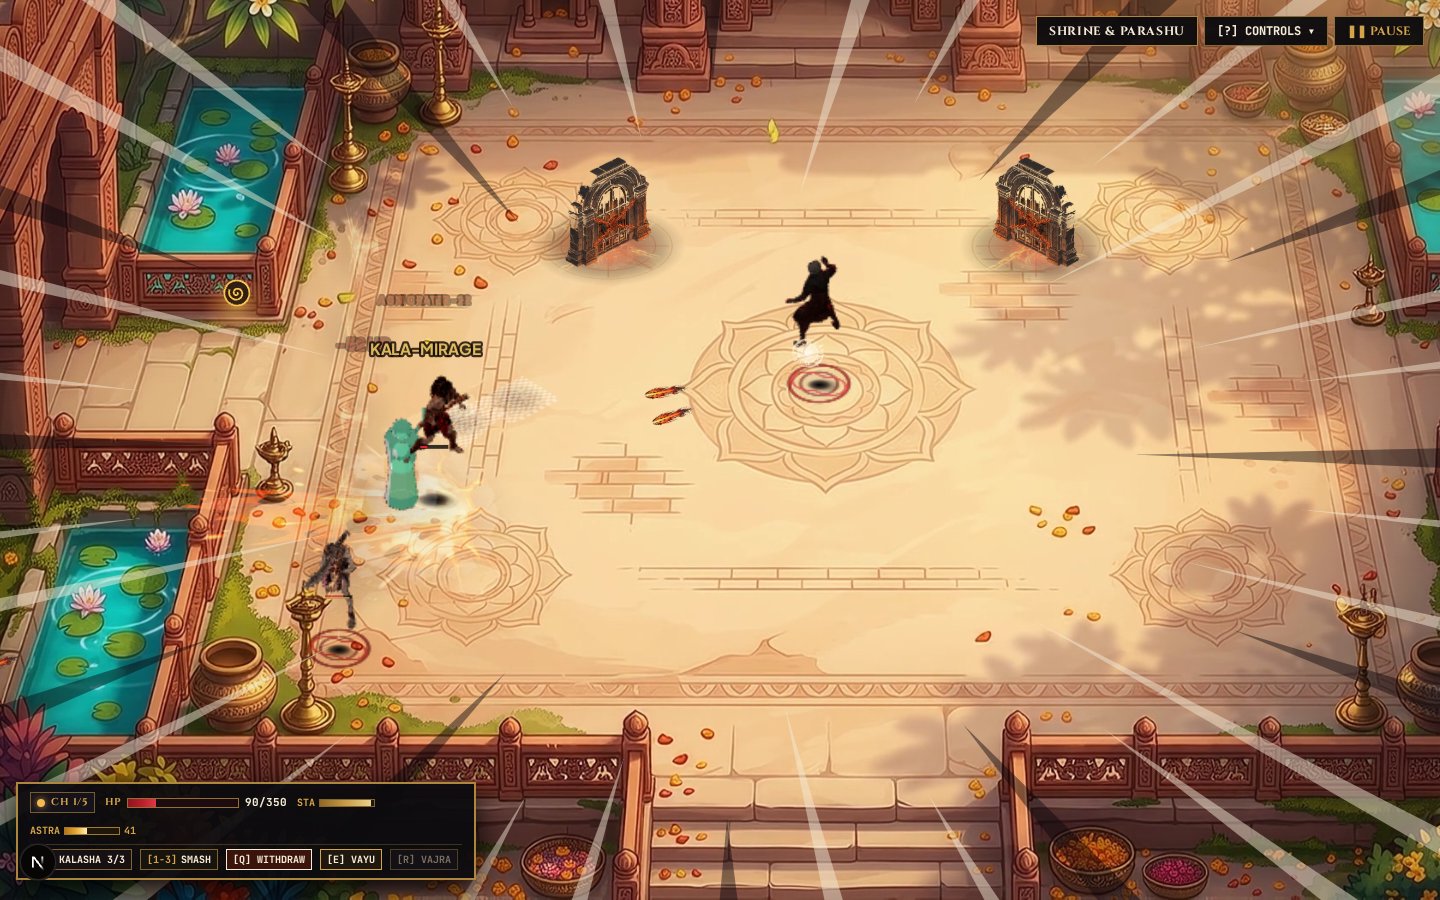 SHRINE & PARASHU
[?] CONTROLS ▾
PAUSE
KALA-MIRAGE
CH 1/5 HP 90/350 STA
ASTRA 41
N KALASHA 3/3 [1-3] SMASH [Q] WITHDRAW [E] VAYU [R] VAJRA